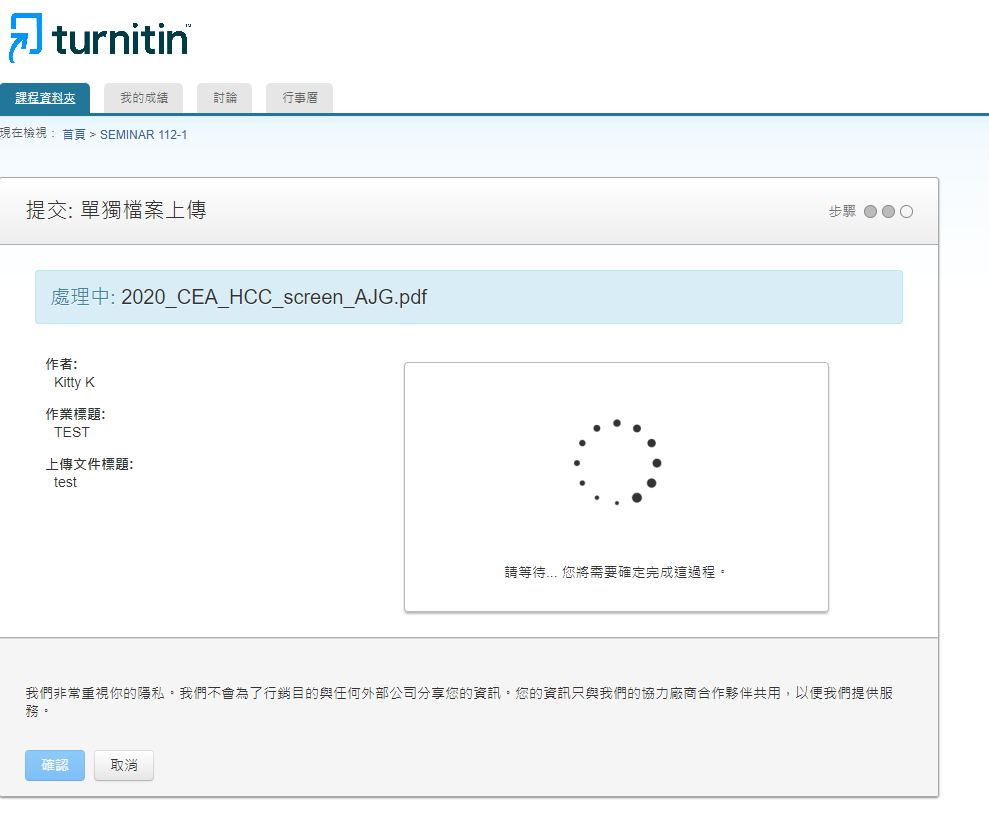 turnitin™
課程資料夾 我的成績 討論 行事曆
現在檢視： 首頁 > SEMINAR 112-1
提交: 單獨檔案上傳
步驟
處理中: 2020_CEA_HCC_screen_AJG.pdf
作者:
Kitty K
作業標題:
TEST
上傳文件標題:
test
請等待... 您將需要確定完成這過程。
我們非常重視你的隱私。我們不會為了行銷目的與任何外部公司分享您的資訊。您的資訊只與我們的協力廠商合作夥伴共用，以便我們提供服
務。
確認 取消